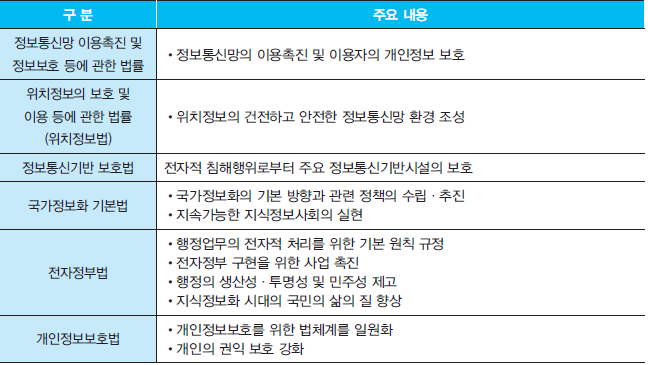 구 분
주요 내용
정보통신망 이용촉진 및
정보보호 등에 관한 법률
• 정보통신망의 이용촉진 및 이용자의 개인정보 보호
위치정보의 보호 및
이용 등에 관한 법률
(위치정보법)
• 위치정보의 건전하고 안전한 정보통신망 환경 조성
정보통신기반 보호법
전자적 침해행위로부터 주요 정보통신기반시설의 보호
국가정보화 기본법
• 국가정보화의 기본 방향과 관련 정책의 수립 · 추진
• 지속가능한 지식정보사회의 실현
전자정부법
• 행정업무의 전자적 처리를 위한 기본 원칙 규정
• 전자정부 구현을 위한 사업 촉진
• 행정의 생산성 · 투명성 및 민주성 제고
• 지식정보화 시대의 국민의 삶의 질 향상
개인정보보호법
• 개인정보보호를 위한 법체계를 일원화
• 개인의 권익 보호 강화